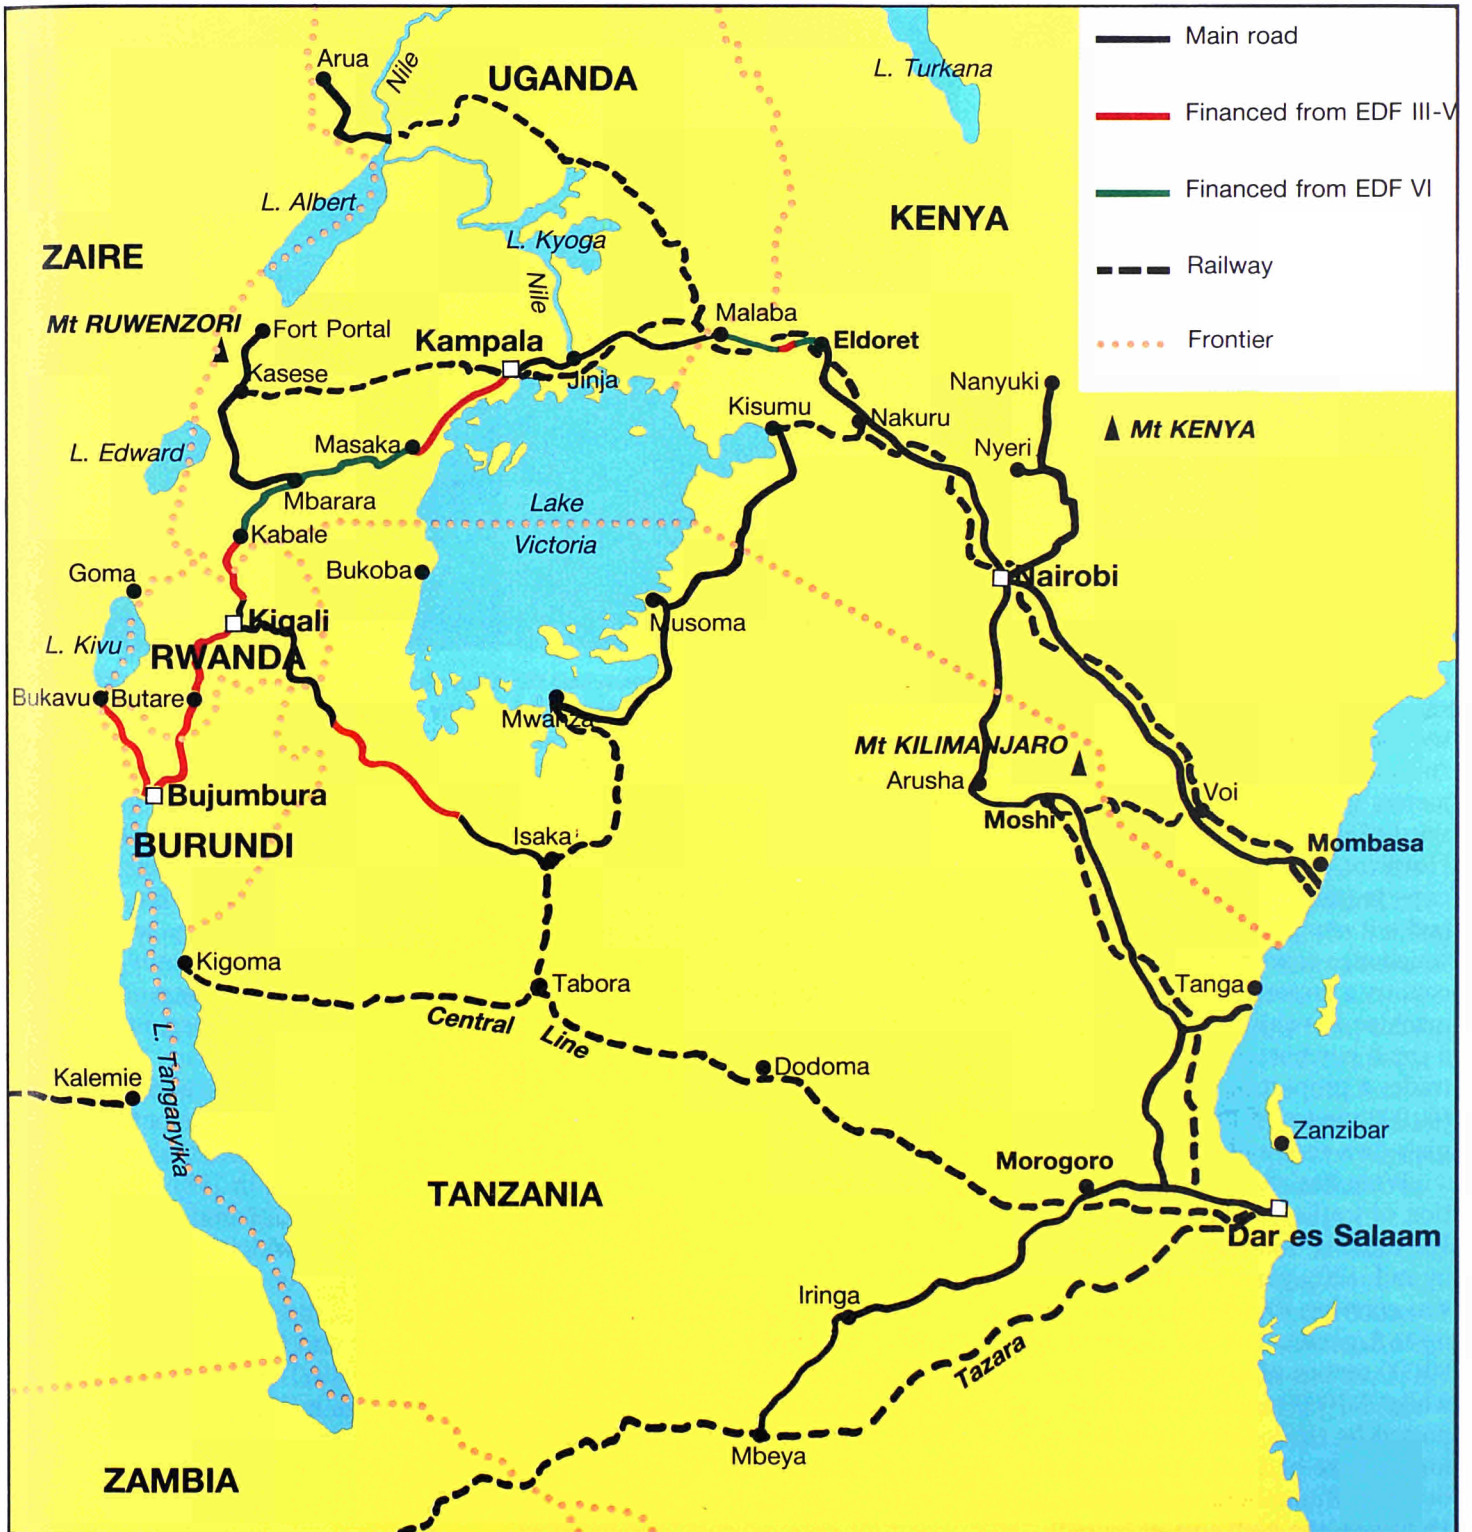 Main road
Financed from EDF III-V
Financed from EDF VI
Railway
Frontier
Arua
Nile
UGANDA
L. Turkana
L. Albert
KENYA
ZAIRE
L. Kyoga
Nile
Mt RUWENZORI
Fort Portal
Kampala
Malaba
Eldoret
Kasese
Jinja
Nanyuki
Kisumu
Nakuru
Mt KENYA
L. Edward
Masaka
Nyeri
Mbarara
Lake
Victoria
Kabale
Goma
Bukoba
Nairobi
Kigali
Musoma
L. Kivu
RWANDA
Bukavu
Butare
Mwanza
Mt KILIMANJARO
Arusha
Bujumbura
Voi
Moshi
BURUNDI
Isaka
Mombasa
Kigoma
Tabora
Tanga
Central Line
L. Tanganyika
Dodoma
Kalemie
Zanzibar
Morogoro
TANZANIA
Dar es Salaam
Iringa
Tazara
Mbeya
ZAMBIA